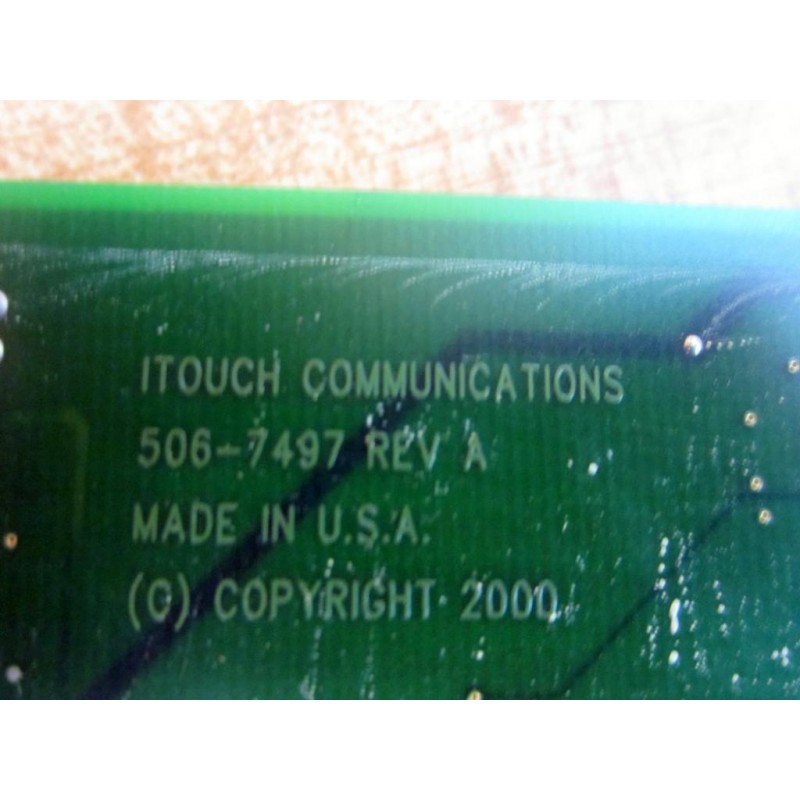 ITOUCH COMMUNICATIONS
506-7497 REV A
MADE IN U.S.A.
(C) COPYRIGHT 2000